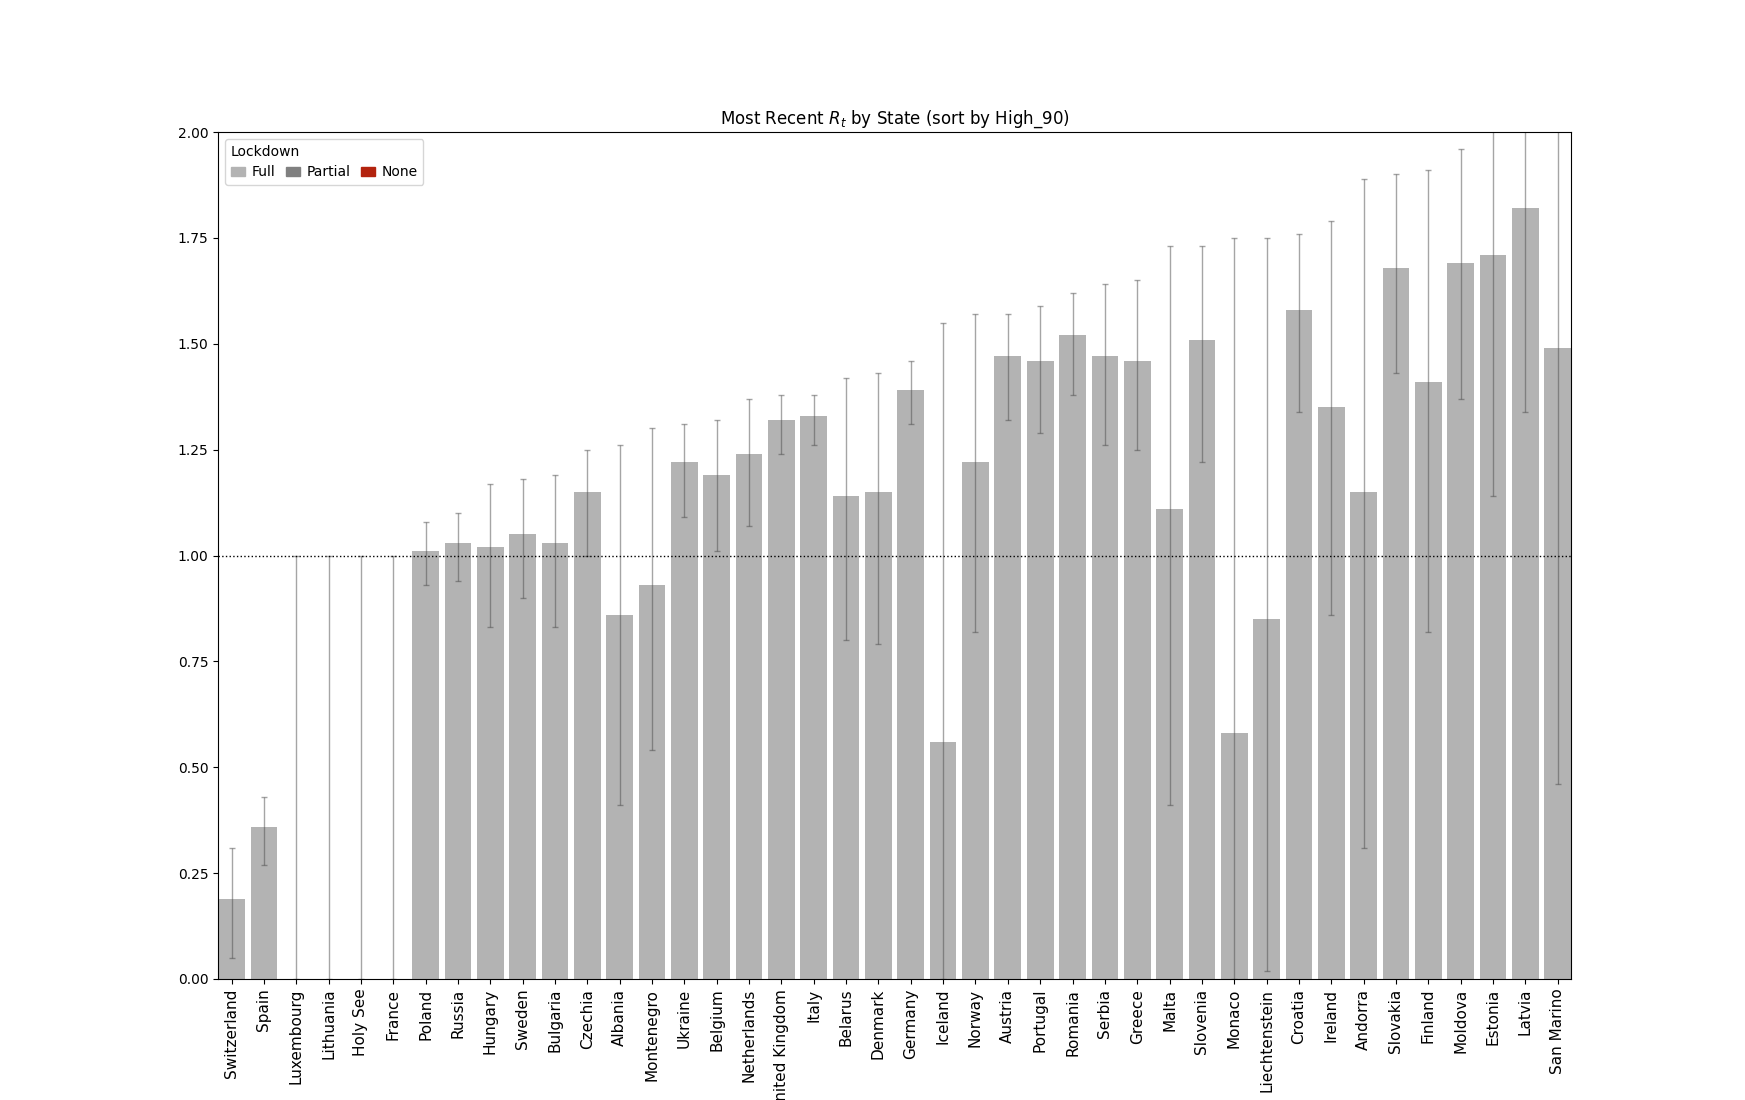 Most Recent R_t by State (sort by High_90)
Lockdown
Full Partial None
2.00
1.75
1.50
1.25
1.00
0.75
0.50
0.25
0.00
Switzerland
Spain
Luxembourg
Lithuania
Holy See
France
Poland
Russia
Hungary
Sweden
Bulgaria
Czechia
Albania
Montenegro
Ukraine
Belgium
Netherlands
nited Kingdom
Italy
Belarus
Denmark
Germany
Iceland
Norway
Austria
Portugal
Romania
Serbia
Greece
Malta
Slovenia
Monaco
Liechtenstein
Croatia
Ireland
Andorra
Slovakia
Finland
Moldova
Estonia
Latvia
San Marino